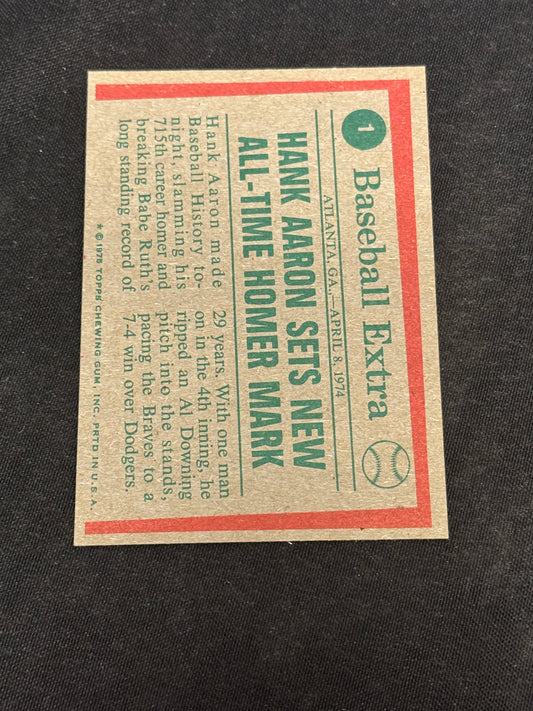 1
Baseball Extra
ATLANTA, GA.—APRIL 8, 1974
HANK AARON SETS NEW
ALL-TIME HOMER MARK
Hank Aaron made
Baseball History to-
night, slamming his
715th career homer and
breaking Babe Ruth's
long standing record of
29 years. With one man
on in the 4th inning, he
ripped an Al Downing
pitch into the stands,
pacing the Braves to a
7-4 win over Dodgers.
★ © 1975 TOPPS CHEWING GUM, INC. PRTD IN U.S.A.